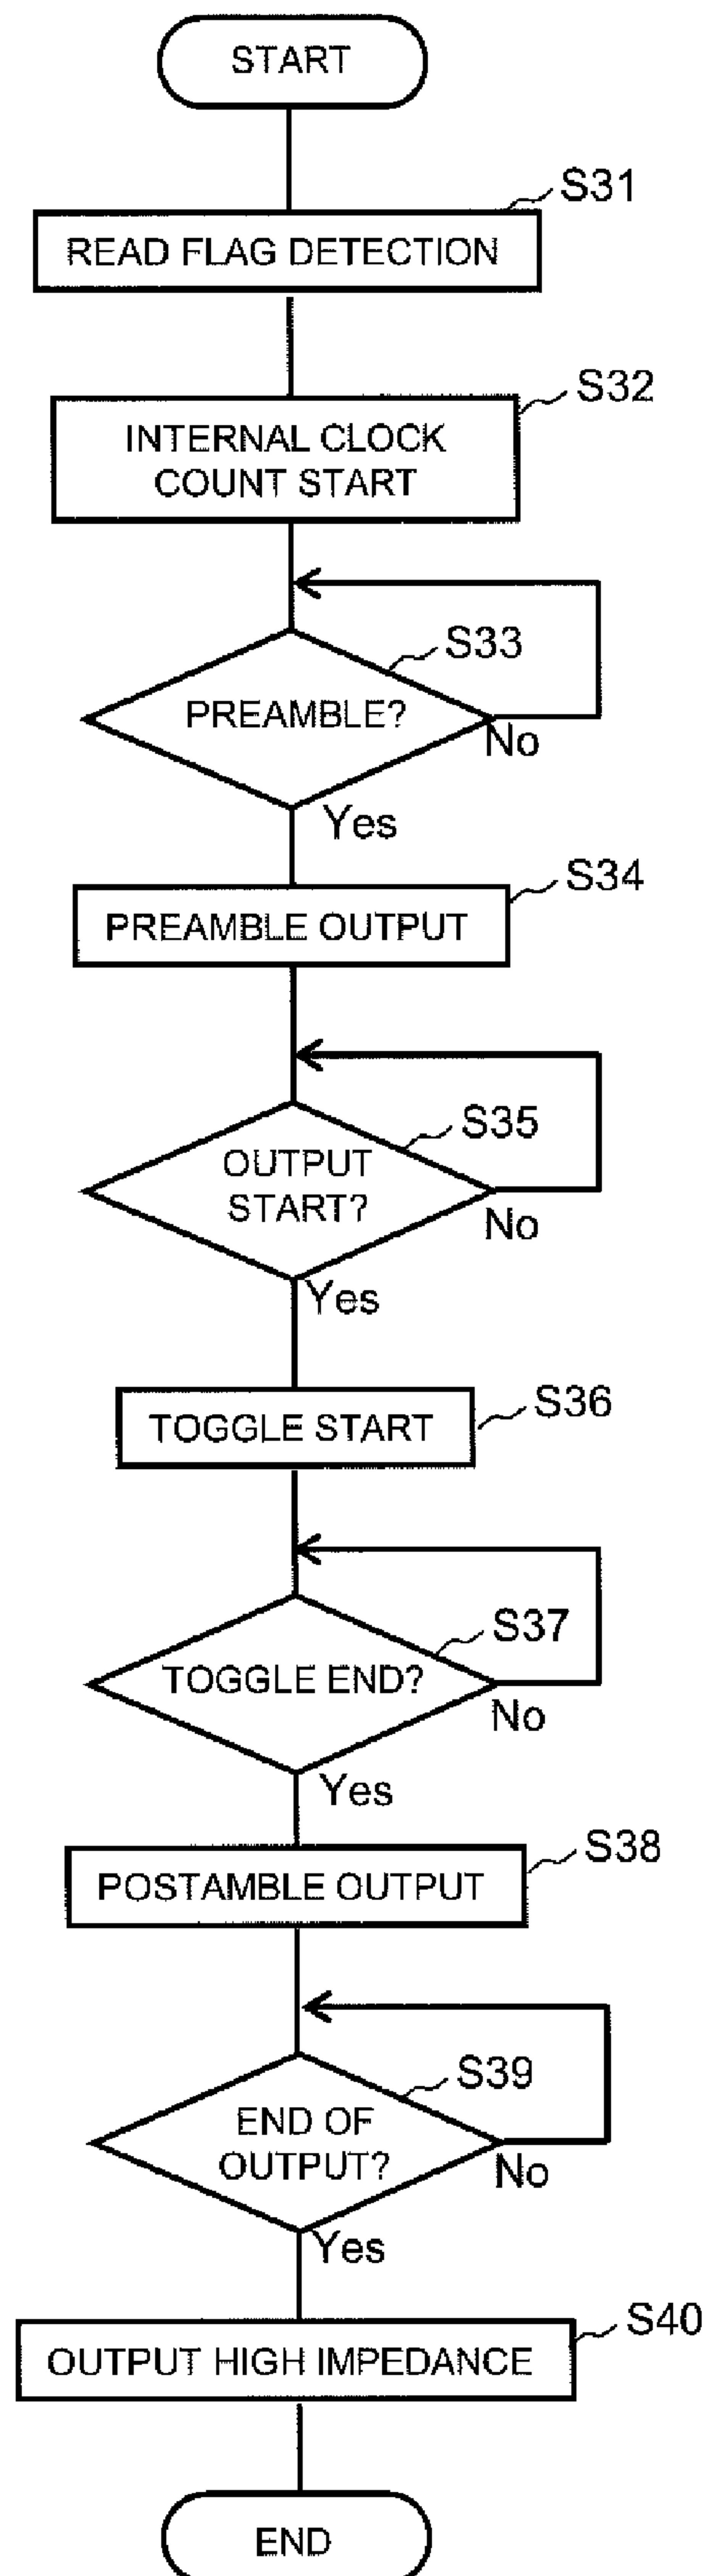 START
S31
READ FLAG DETECTION
S32
INTERNAL CLOCK
COUNT START
S33
PREAMBLE?
No
Yes
S34
PREAMBLE OUTPUT
S35
OUTPUT
START?
No
Yes
S36
TOGGLE START
S37
TOGGLE END?
No
Yes
S38
POSTAMBLE OUTPUT
S39
END OF
OUTPUT?
No
Yes
S40
OUTPUT HIGH IMPEDANCE
END